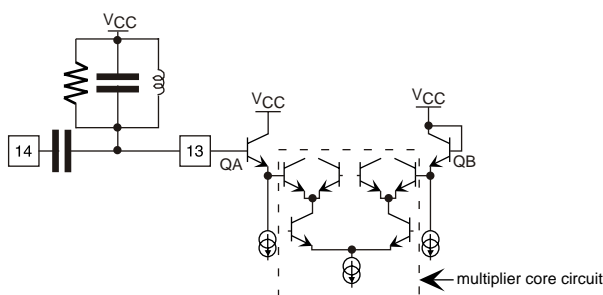 VCC
VCC
VCC
14
13
QA
QB
multiplier core circuit